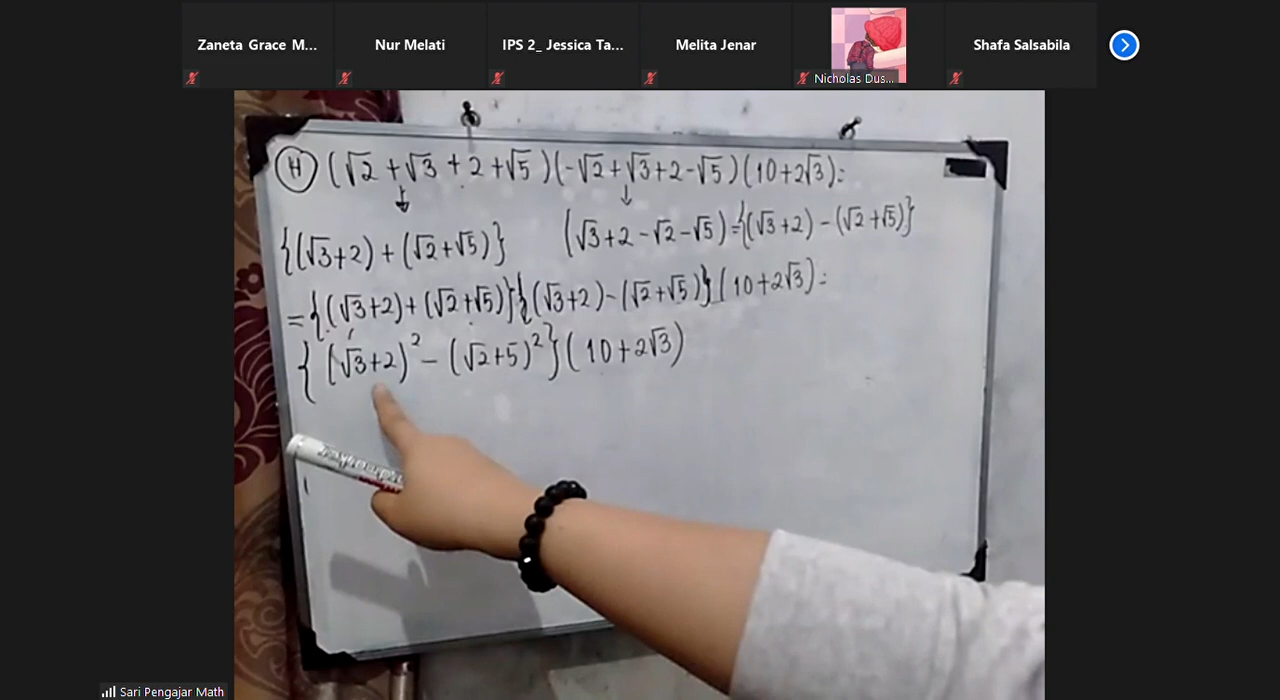 Zaneta Grace M...
Nur Melati
IPS 2_ Jessica Ta...
Melita Jenar
Nicholas Dus...
Shafa Salsabila
4 (√2 + √3 + 2 + √5)(-√2 + √3 + 2 - √5)(10 + 2√3) =
{(√3 + 2) + (√2 + √5)} (√3 + 2 - √2 - √5) = {(√3 + 2) - (√2 + √5)}
= {(√3 + 2) + (√2 + √5)}{(√3 + 2) - (√2 + √5)}(10 + 2√3) =
{(√3 + 2)² - (√2 + 5)²}(10 + 2√3)
Sari Pengajar Math